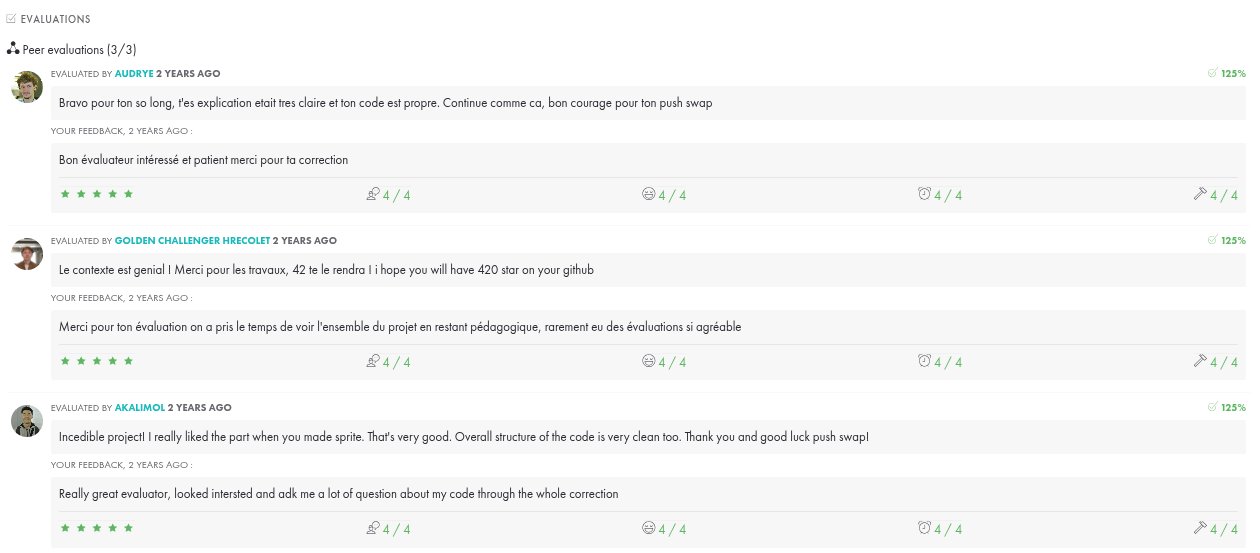 EVALUATIONS
Peer evaluations (3/3)
EVALUATED BY AUDRYE 2 YEARS AGO 125%
Bravo pour ton so long, t'es explication etait tres claire et ton code est propre. Continue comme ca, bon courage pour ton push swap
YOUR FEEDBACK, 2 YEARS AGO :
Bon évaluateur intéréssé et patient merci pour ta correction
★ ★ ★ ★ ★ 4 / 4 4 / 4 4 / 4 4 / 4
EVALUATED BY GOLDEN CHALLENGER HRECOLET 2 YEARS AGO 125%
Le contexte est genial ! Merci pour les travaux, 42 te le rendra ! i hope you will have 420 star on your github
YOUR FEEDBACK, 2 YEARS AGO :
Merci pour ton évaluation on a pris le temps de voir l'ensemble du projet en restant pédagogique, rarement eu des évaluations si agréable
★ ★ ★ ★ ★ 4 / 4 4 / 4 4 / 4 4 / 4
EVALUATED BY AKALIMOL 2 YEARS AGO 125%
Incedible project! I really liked the part when you made sprite. That's very good. Overall structure of the code is very clean too. Thank you and good luck push swap!
YOUR FEEDBACK, 2 YEARS AGO :
Really great evaluator, looked intersted and adk me a lot of question about my code through the whole correction
★ ★ ★ ★ ★ 4 / 4 4 / 4 4 / 4 4 / 4